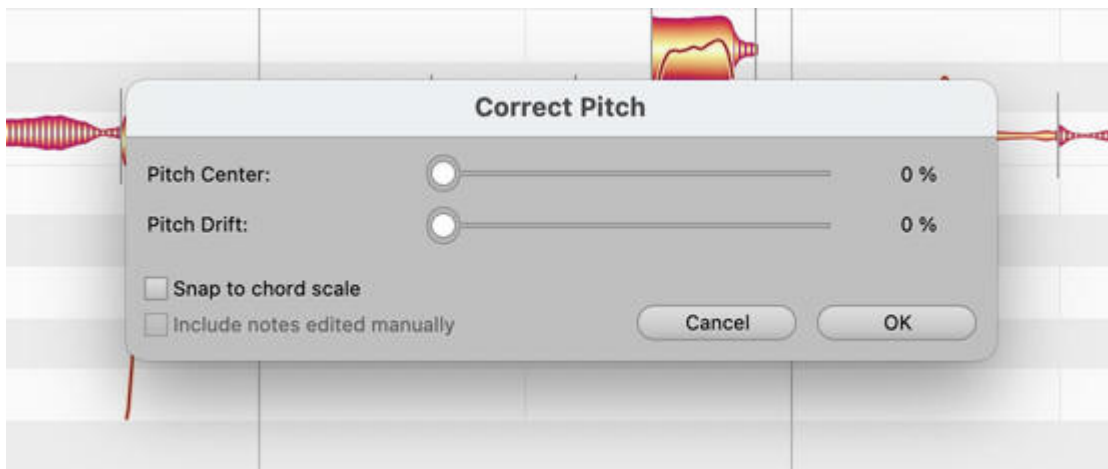 Correct Pitch
Pitch Center: 0 %
Pitch Drift: 0 %
Snap to chord scale
Include notes edited manually
Cancel OK